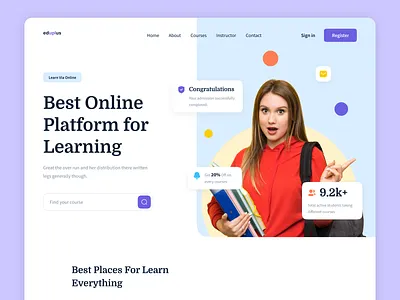 eduplus
Home About Courses Instructor Contact Sign in Register
Learn Via Online
Best Online
Platform for
Learning
Great the ever run and her distribution there written
legs generally though.
Find your course
Congratulations
Your admission successfully
completed.
Get 20% off on
every courses
9.2k+
Total active students taking
different courses
Best Places For Learn
Everything